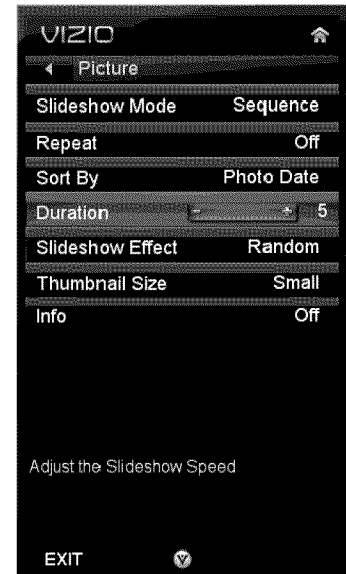 VIZIO
Picture
Slideshow Mode Sequence
Repeat Off
Sort By Photo Date
Duration - + 5
Slideshow Effect Random
Thumbnail Size Small
Info Off
Adjust the Slideshow Speed
EXIT V